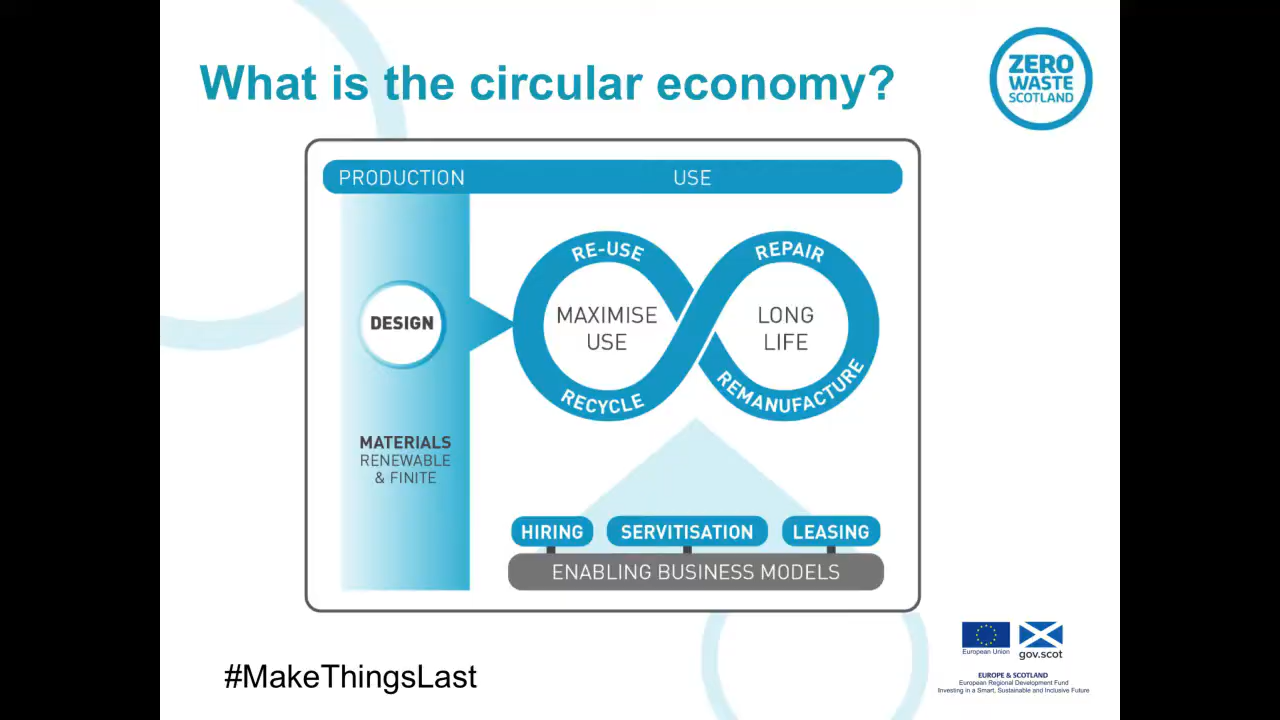 What is the circular economy?
ZERO
WASTE
SCOTLAND
PRODUCTION
USE
RE-USE
REPAIR
DESIGN
MAXIMISE
USE
LONG
LIFE
RECYCLE
REMANUFACTURE
MATERIALS
RENEWABLE
& FINITE
HIRING
SERVITISATION
LEASING
ENABLING BUSINESS MODELS
#MakeThingsLast
European Union
gov.scot
EUROPE & SCOTLAND
European Regional Development Fund
Investing in a Smart, Sustainable and Inclusive Future